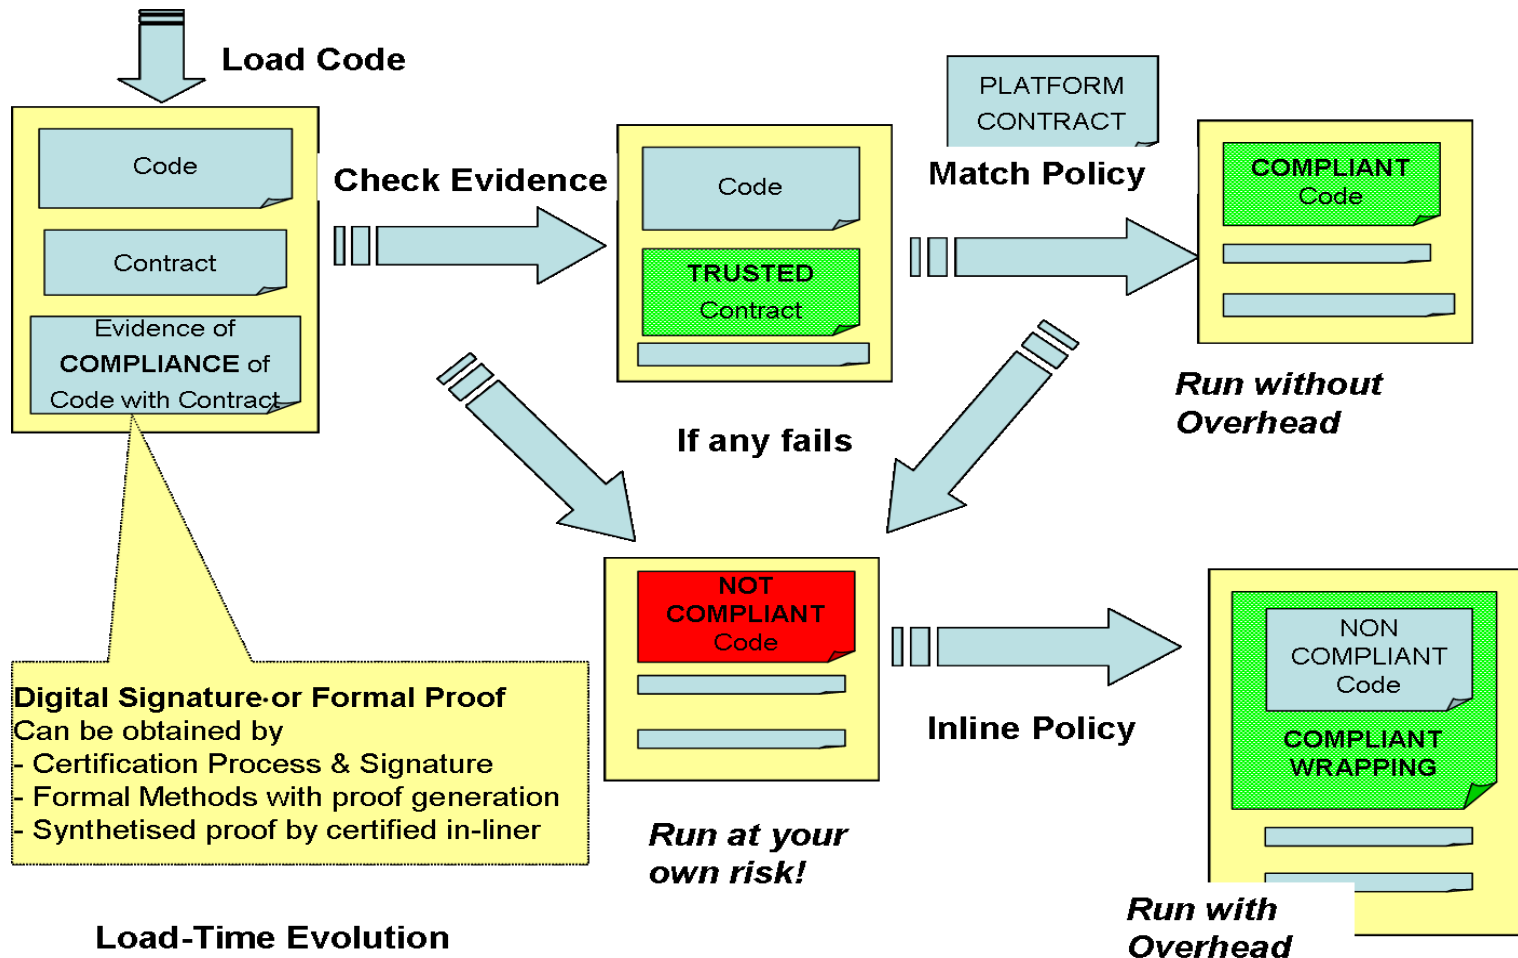 Load Code
Code
Contract
Evidence of
COMPLIANCE of
Code with Contract
Check Evidence
Code
TRUSTED
Contract
PLATFORM
CONTRACT
Match Policy
COMPLIANT
Code
Run without
Overhead
If any fails
NOT
COMPLIANT
Code
Run at your
own risk!
Inline Policy
NON
COMPLIANT
Code
COMPLIANT
WRAPPING
Run with
Overhead
Digital Signature or Formal Proof
Can be obtained by
- Certification Process & Signature
- Formal Methods with proof generation
- Synthetised proof by certified in-liner
Load-Time Evolution